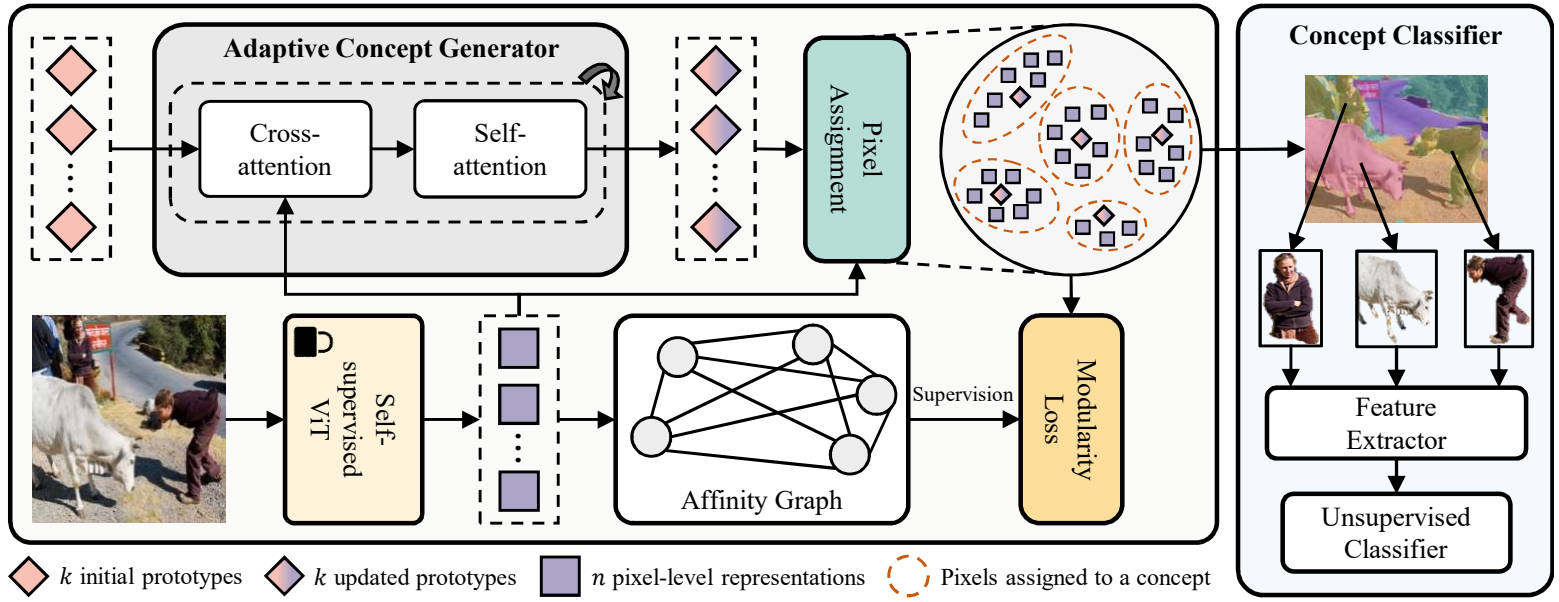 Adaptive Concept Generator
Cross-
attention
Self-
attention
Pixel
Assignment
Concept Classifier
Self-
supervised
ViT
Affinity Graph
Supervision
Modularity
Loss
Feature
Extractor
Unsupervised
Classifier
k initial prototypes
k updated prototypes
n pixel-level representations
Pixels assigned to a concept